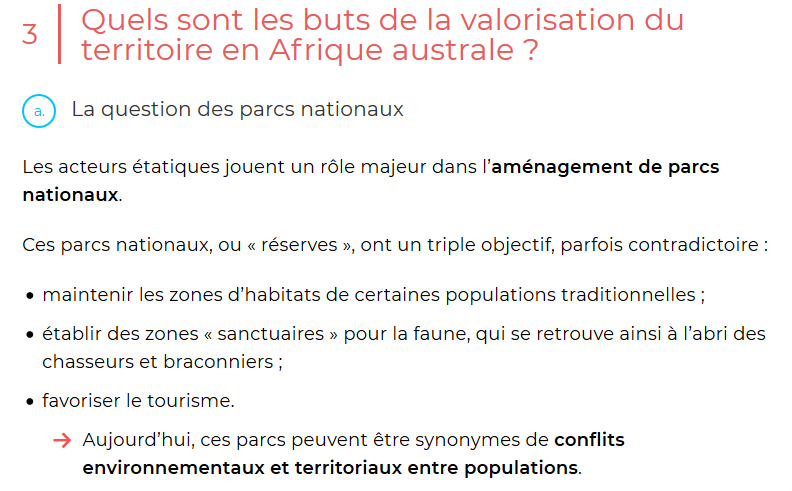 3
Quels sont les buts de la valorisation du
territoire en Afrique australe ?
a. La question des parcs nationaux
Les acteurs étatiques jouent un rôle majeur dans l’aménagement de parcs
nationaux.
Ces parcs nationaux, ou « réserves », ont un triple objectif, parfois contradictoire :
• maintenir les zones d’habitats de certaines populations traditionnelles ;
• établir des zones « sanctuaires » pour la faune, qui se retrouve ainsi à l’abri des
chasseurs et braconniers ;
• favoriser le tourisme.
→ Aujourd’hui, ces parcs peuvent être synonymes de conflits
environnementaux et territoriaux entre populations.